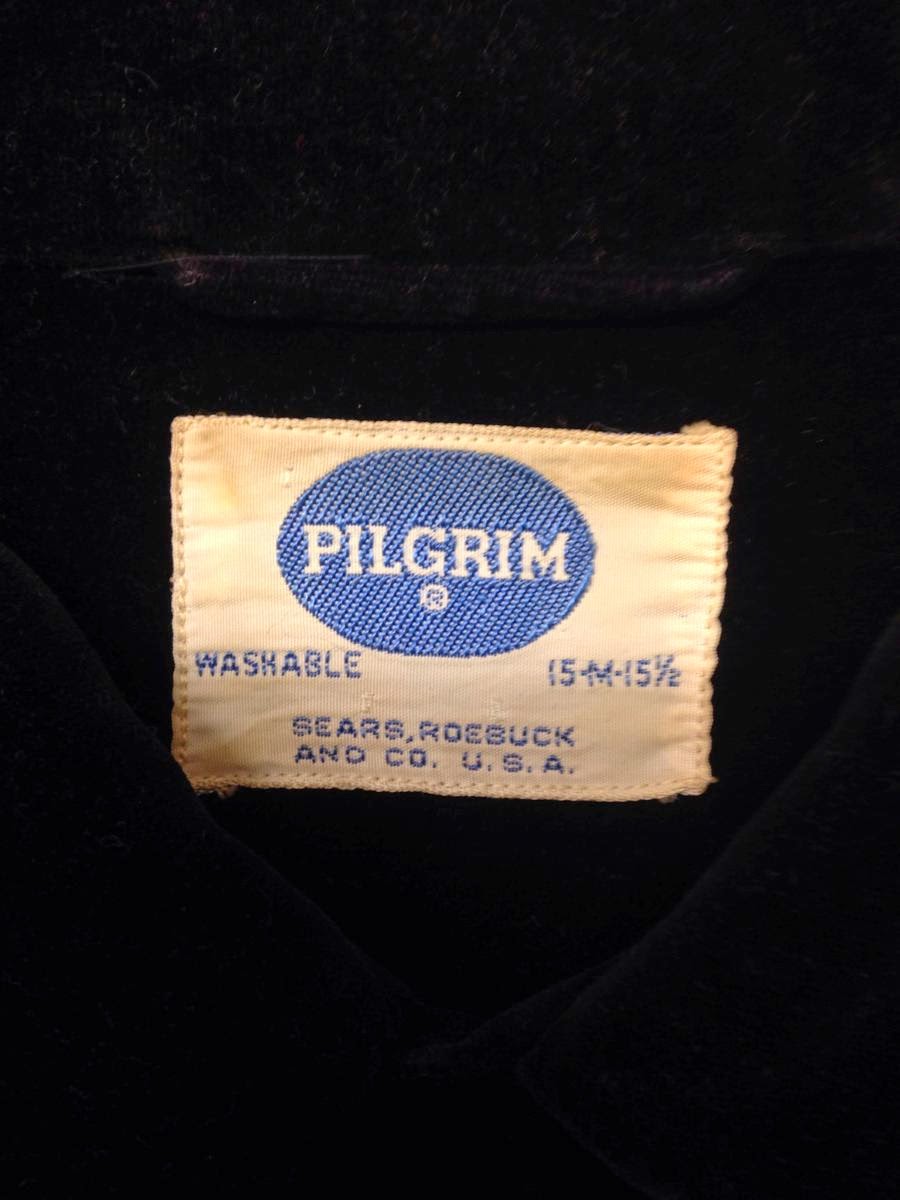 PILGRIM
®
WASHABLE 15-M-15½
SEARS, ROEBUCK
AND CO. U.S.A.